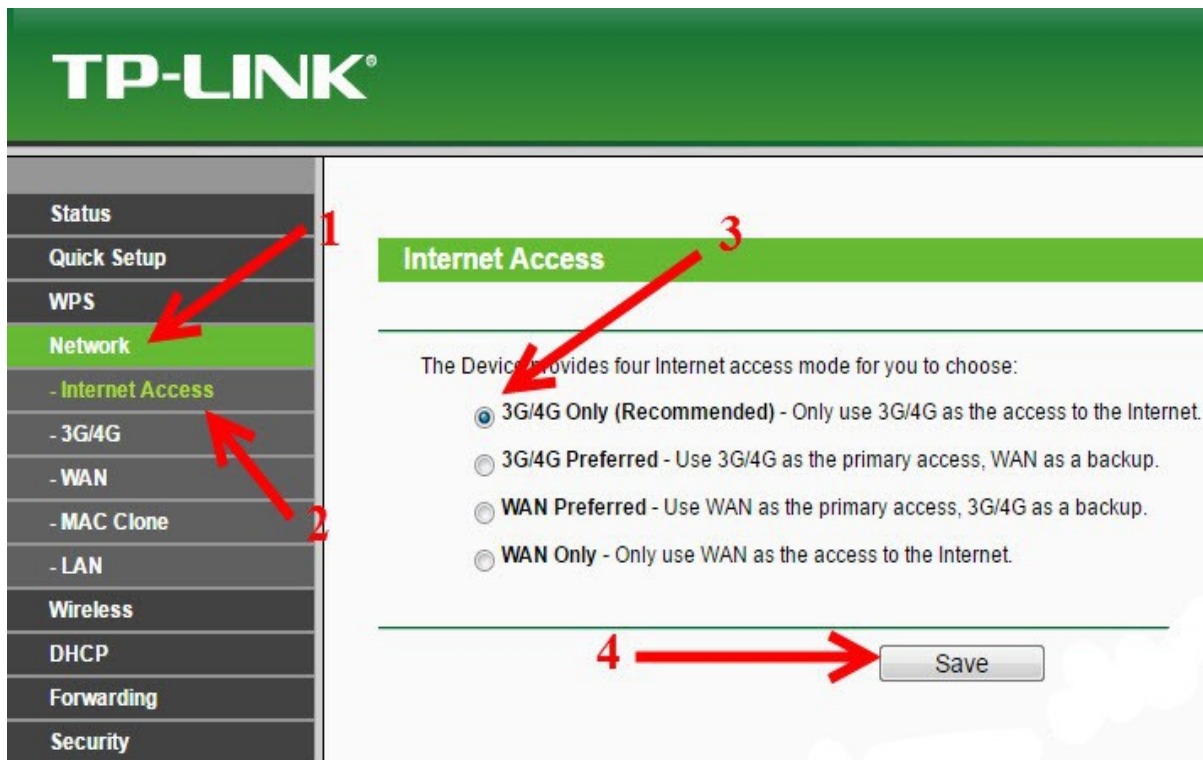 TP-LINK®
Status
Quick Setup
WPS
Network
- Internet Access
- 3G/4G
- WAN
- MAC Clone
- LAN
Wireless
DHCP
Forwarding
Security
1
2
Internet Access
3
The Device provides four Internet access mode for you to choose:
3G/4G Only (Recommended) - Only use 3G/4G as the access to the Internet.
3G/4G Preferred - Use 3G/4G as the primary access, WAN as a backup.
WAN Preferred - Use WAN as the primary access, 3G/4G as a backup.
WAN Only - Only use WAN as the access to the Internet.
4
Save